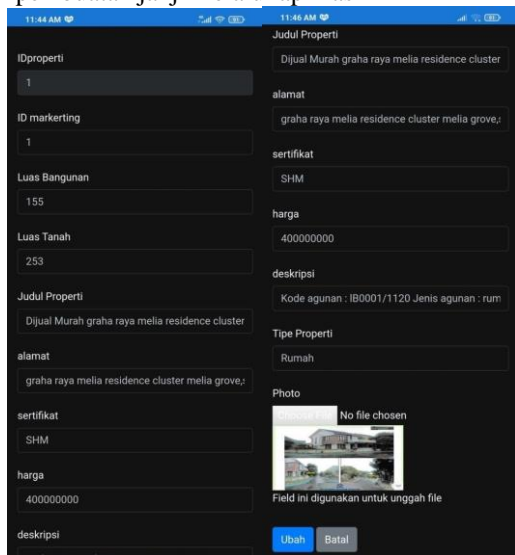 11:44 AM
IDproperti
1
ID markerting
1
Luas Bangunan
155
Luas Tanah
253
Judul Properti
Dijual Murah graha raya melia residence cluster
alamat
graha raya melia residence cluster melia grove,
sertifikat
SHM
harga
400000000
deskripsi
11:46 AM
Judul Properti
Dijual Murah graha raya melia residence cluster
alamat
graha raya melia residence cluster melia grove,
sertifikat
SHM
harga
400000000
deskripsi
Kode agunan : IB0001/1120 Jenis agunan : rum
Tipe Properti
Rumah
Photo
No file chosen
Field ini digunakan untuk unggah file
Ubah Batal